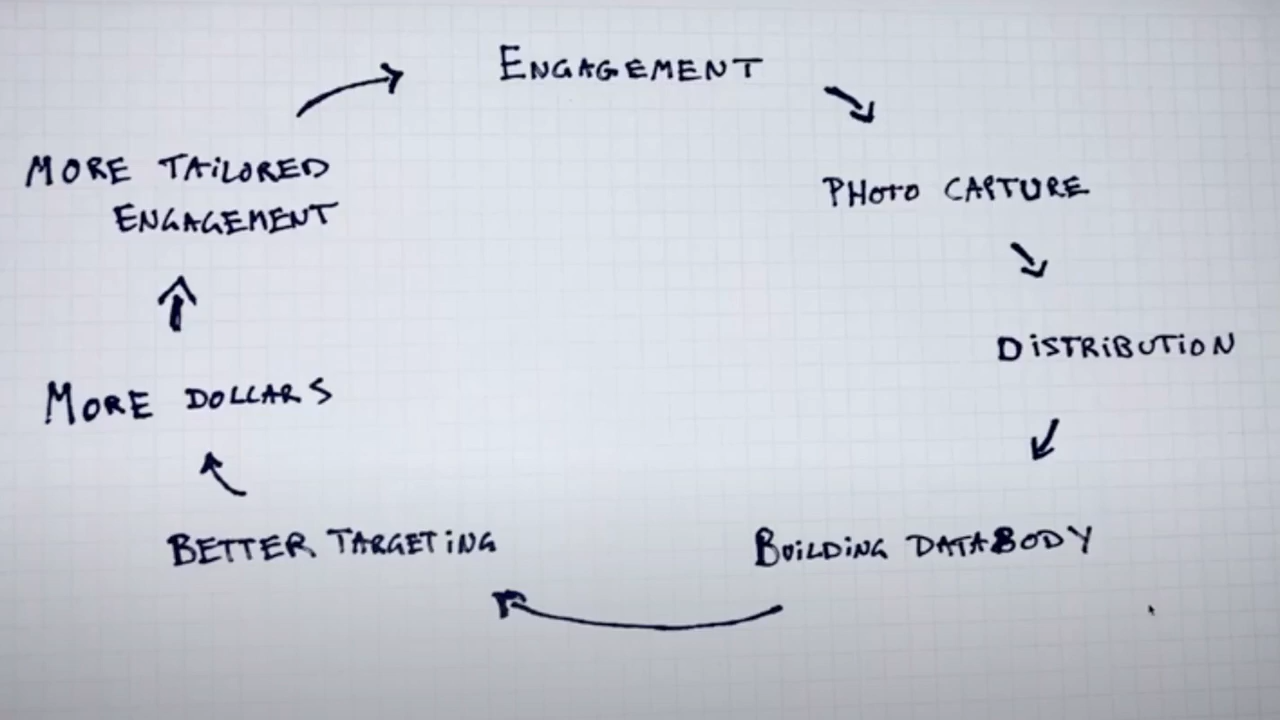 ENGAGEMENT
PHOTO CAPTURE
DISTRIBUTION
BUILDING DATABODY
BETTER TARGETING
MORE DOLLARS
MORE TAILORED
ENGAGEMENT